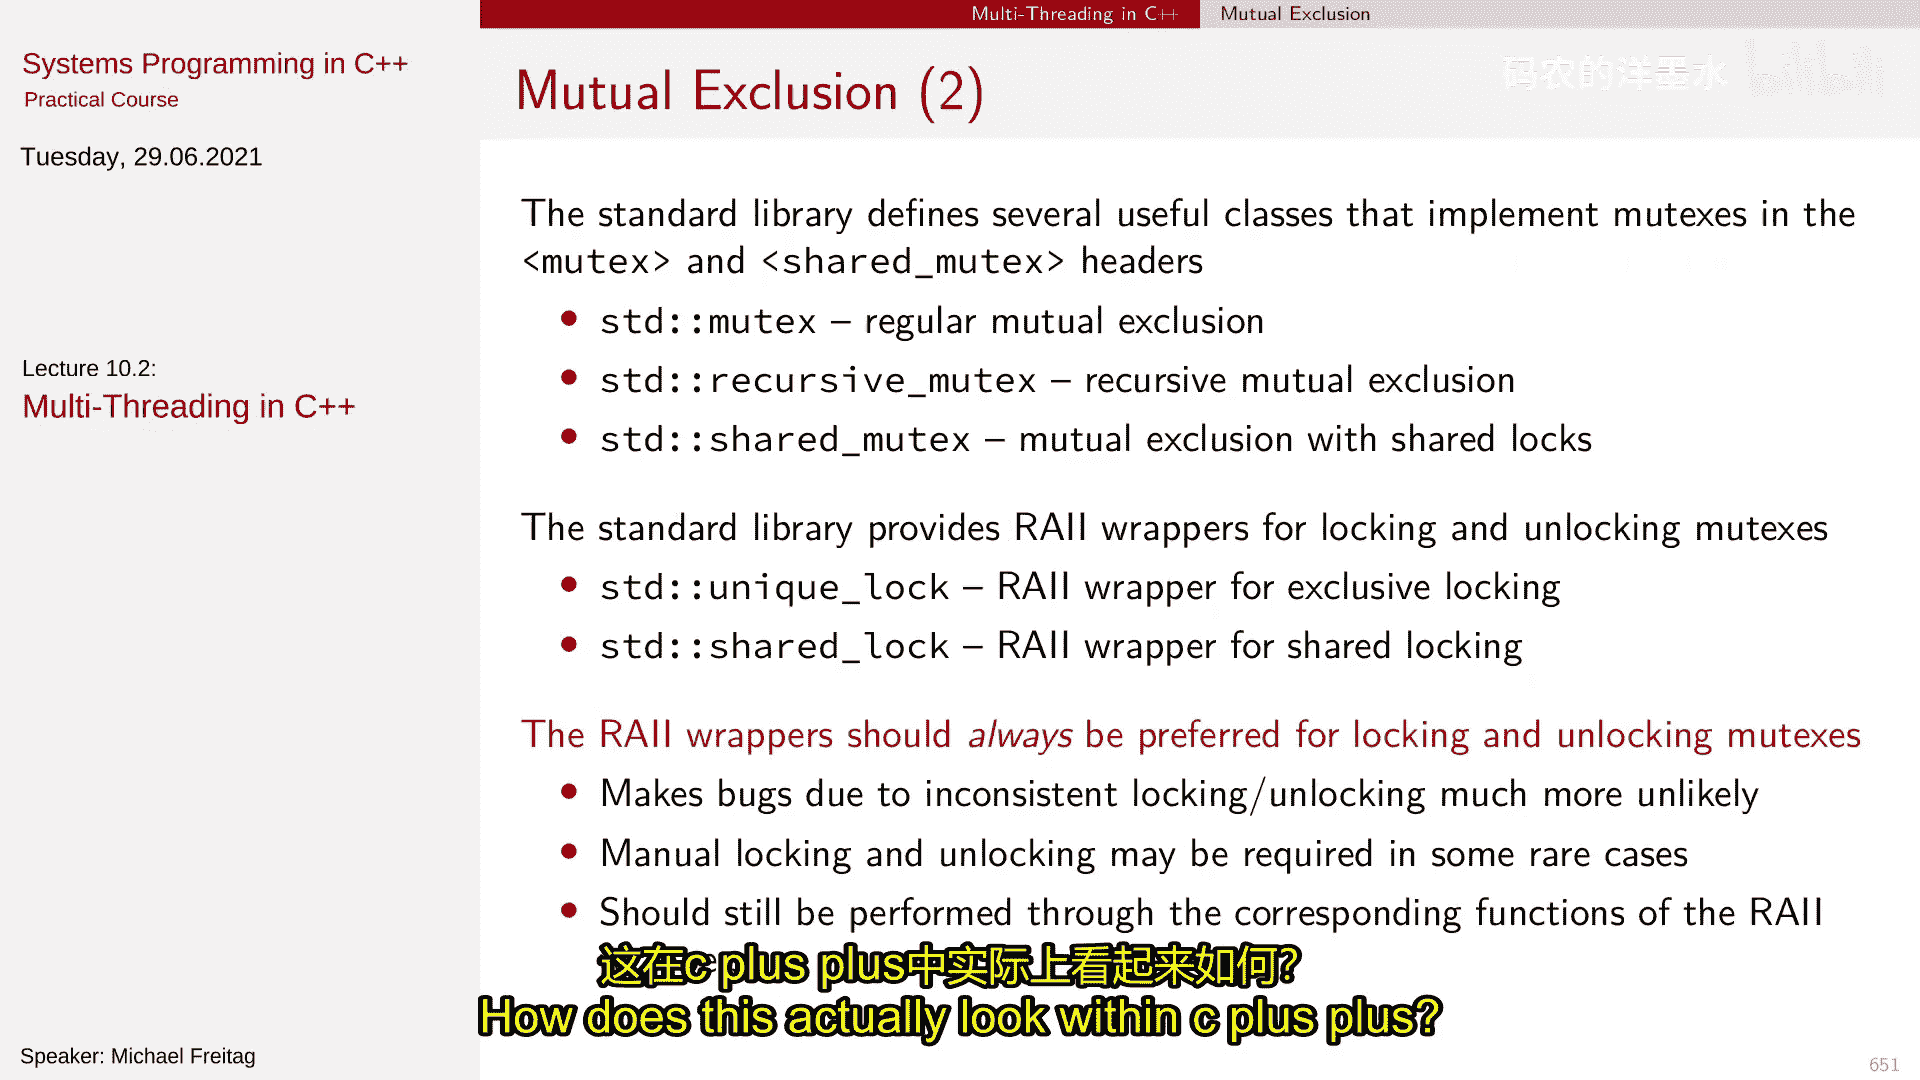 Multi-Threading in C++
Mutual Exclusion
Systems Programming in C++
Practical Course
Tuesday, 29.06.2021
Lecture 10.2:
Multi-Threading in C++
Speaker: Michael Freitag
Mutual Exclusion (2)
码农的洋墨水
The standard library defines several useful classes that implement mutexes in the
<mutex> and <shared_mutex> headers
• std::mutex – regular mutual exclusion
• std::recursive_mutex – recursive mutual exclusion
• std::shared_mutex – mutual exclusion with shared locks
The standard library provides RAII wrappers for locking and unlocking mutexes
• std::unique_lock – RAII wrapper for exclusive locking
• std::shared_lock – RAII wrapper for shared locking
The RAII wrappers should always be preferred for locking and unlocking mutexes
• Makes bugs due to inconsistent locking/unlocking much more unlikely
• Manual locking and unlocking may be required in some rare cases
• Should still be performed through the corresponding functions of the RAII
这在c plus plus中实际上看起来如何?
How does this actually look within c plus plus?
651